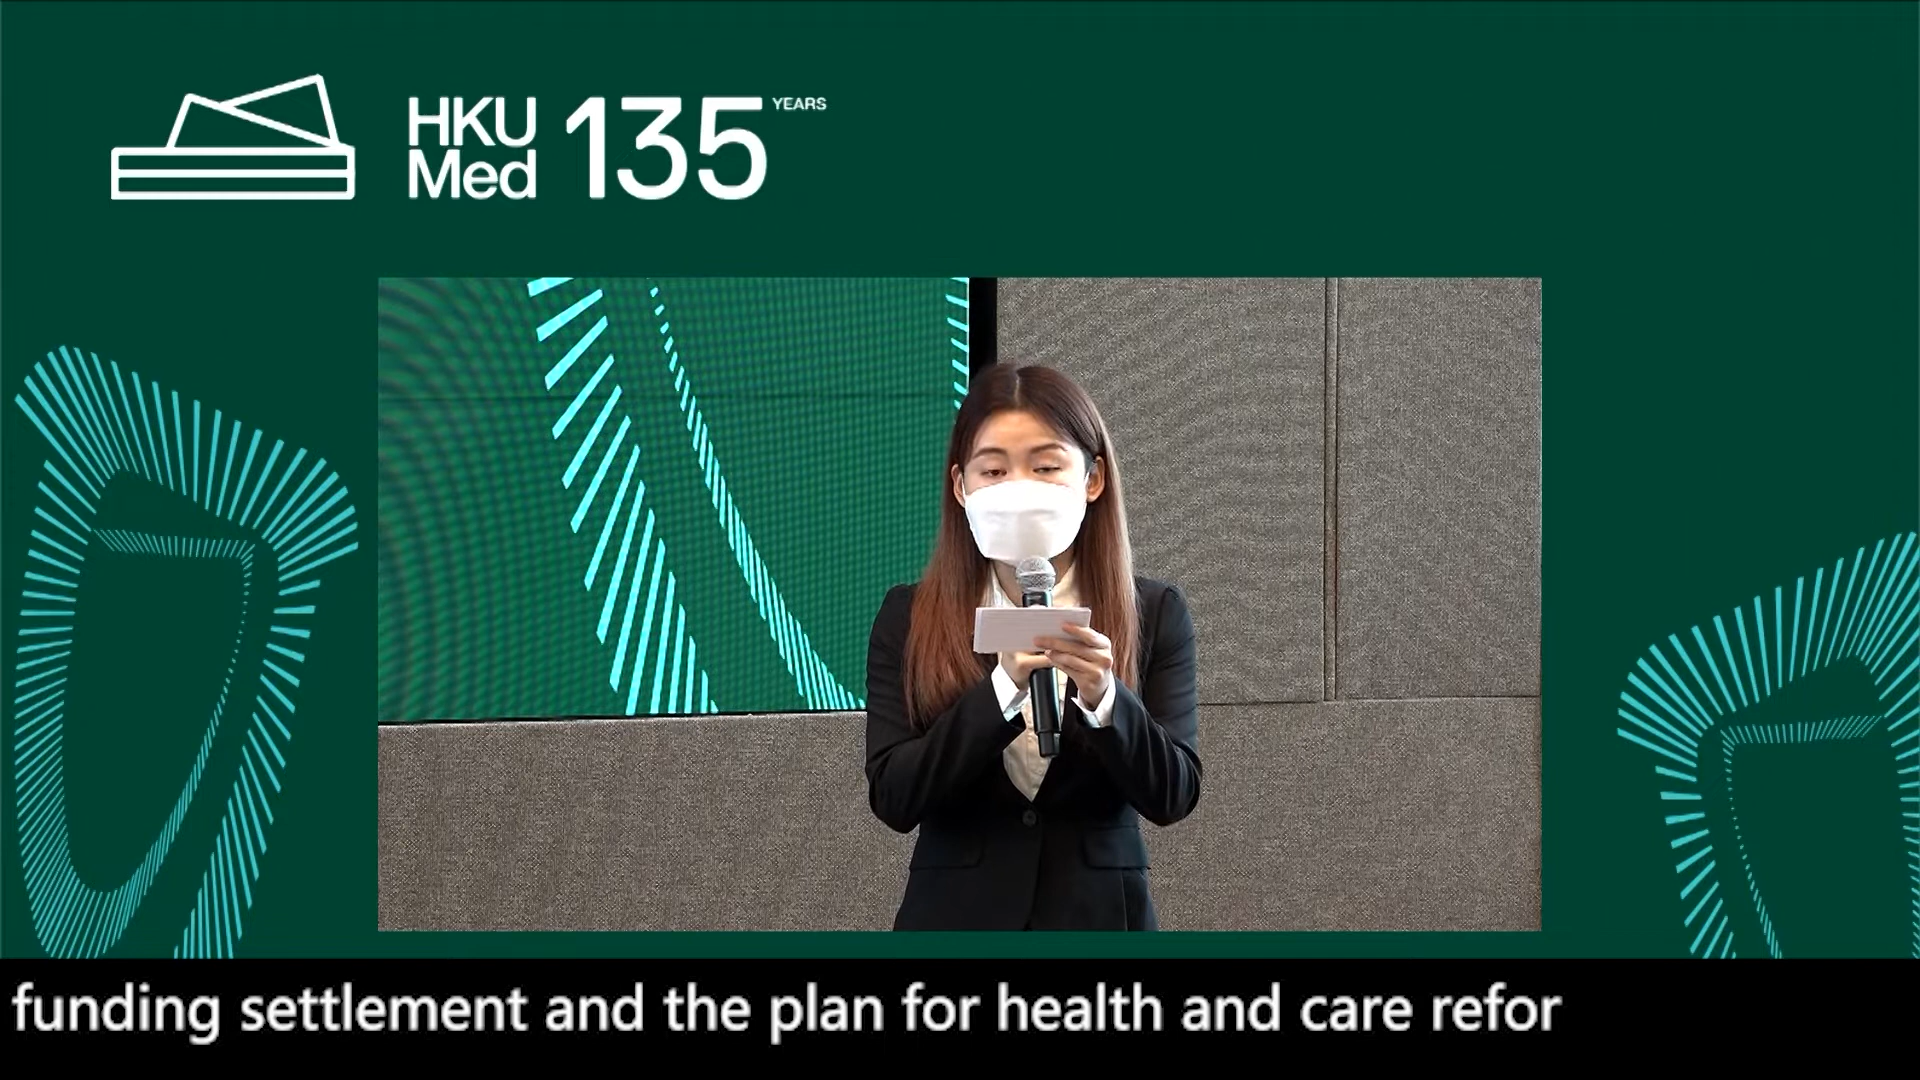 HKU
Med
135
YEARS
funding settlement and the plan for health and care refor